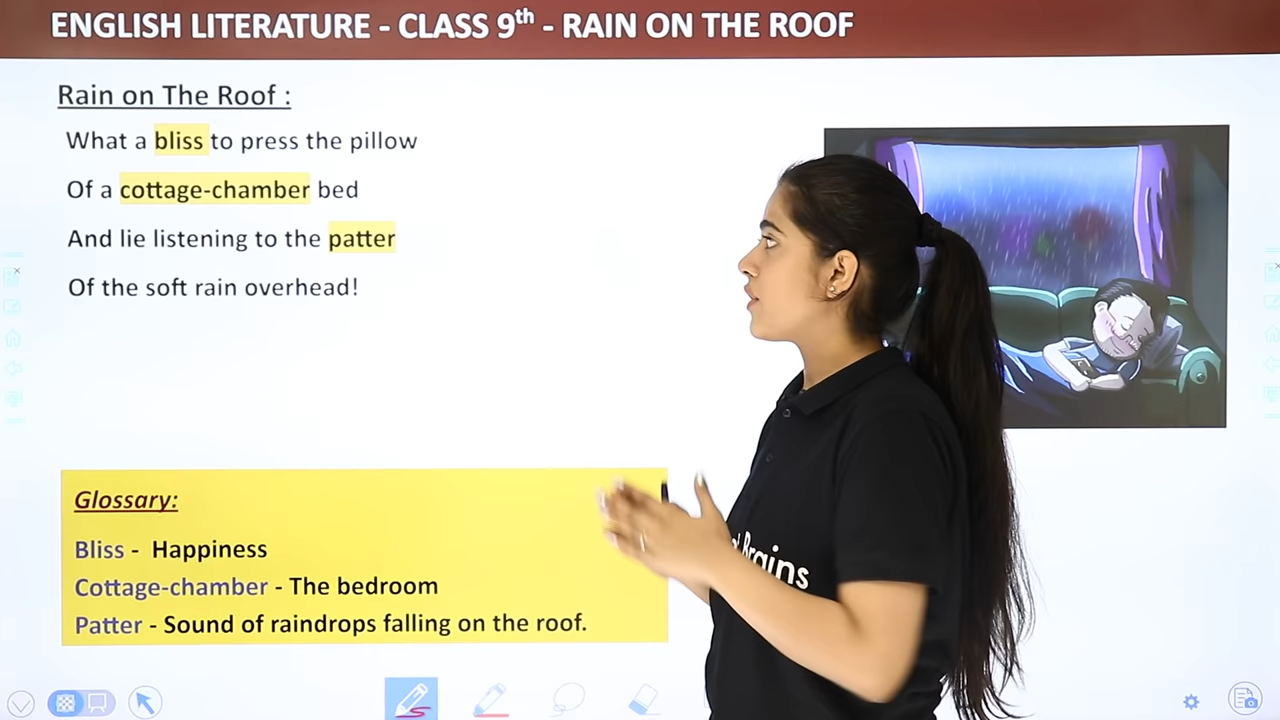 ENGLISH LITERATURE - CLASS 9th - RAIN ON THE ROOF
Rain on The Roof :
What a bliss to press the pillow
Of a cottage-chamber bed
And lie listening to the patter
Of the soft rain overhead!
Glossary:
Bliss - Happiness
Cottage-chamber - The bedroom
Patter - Sound of raindrops falling on the roof.
Brains